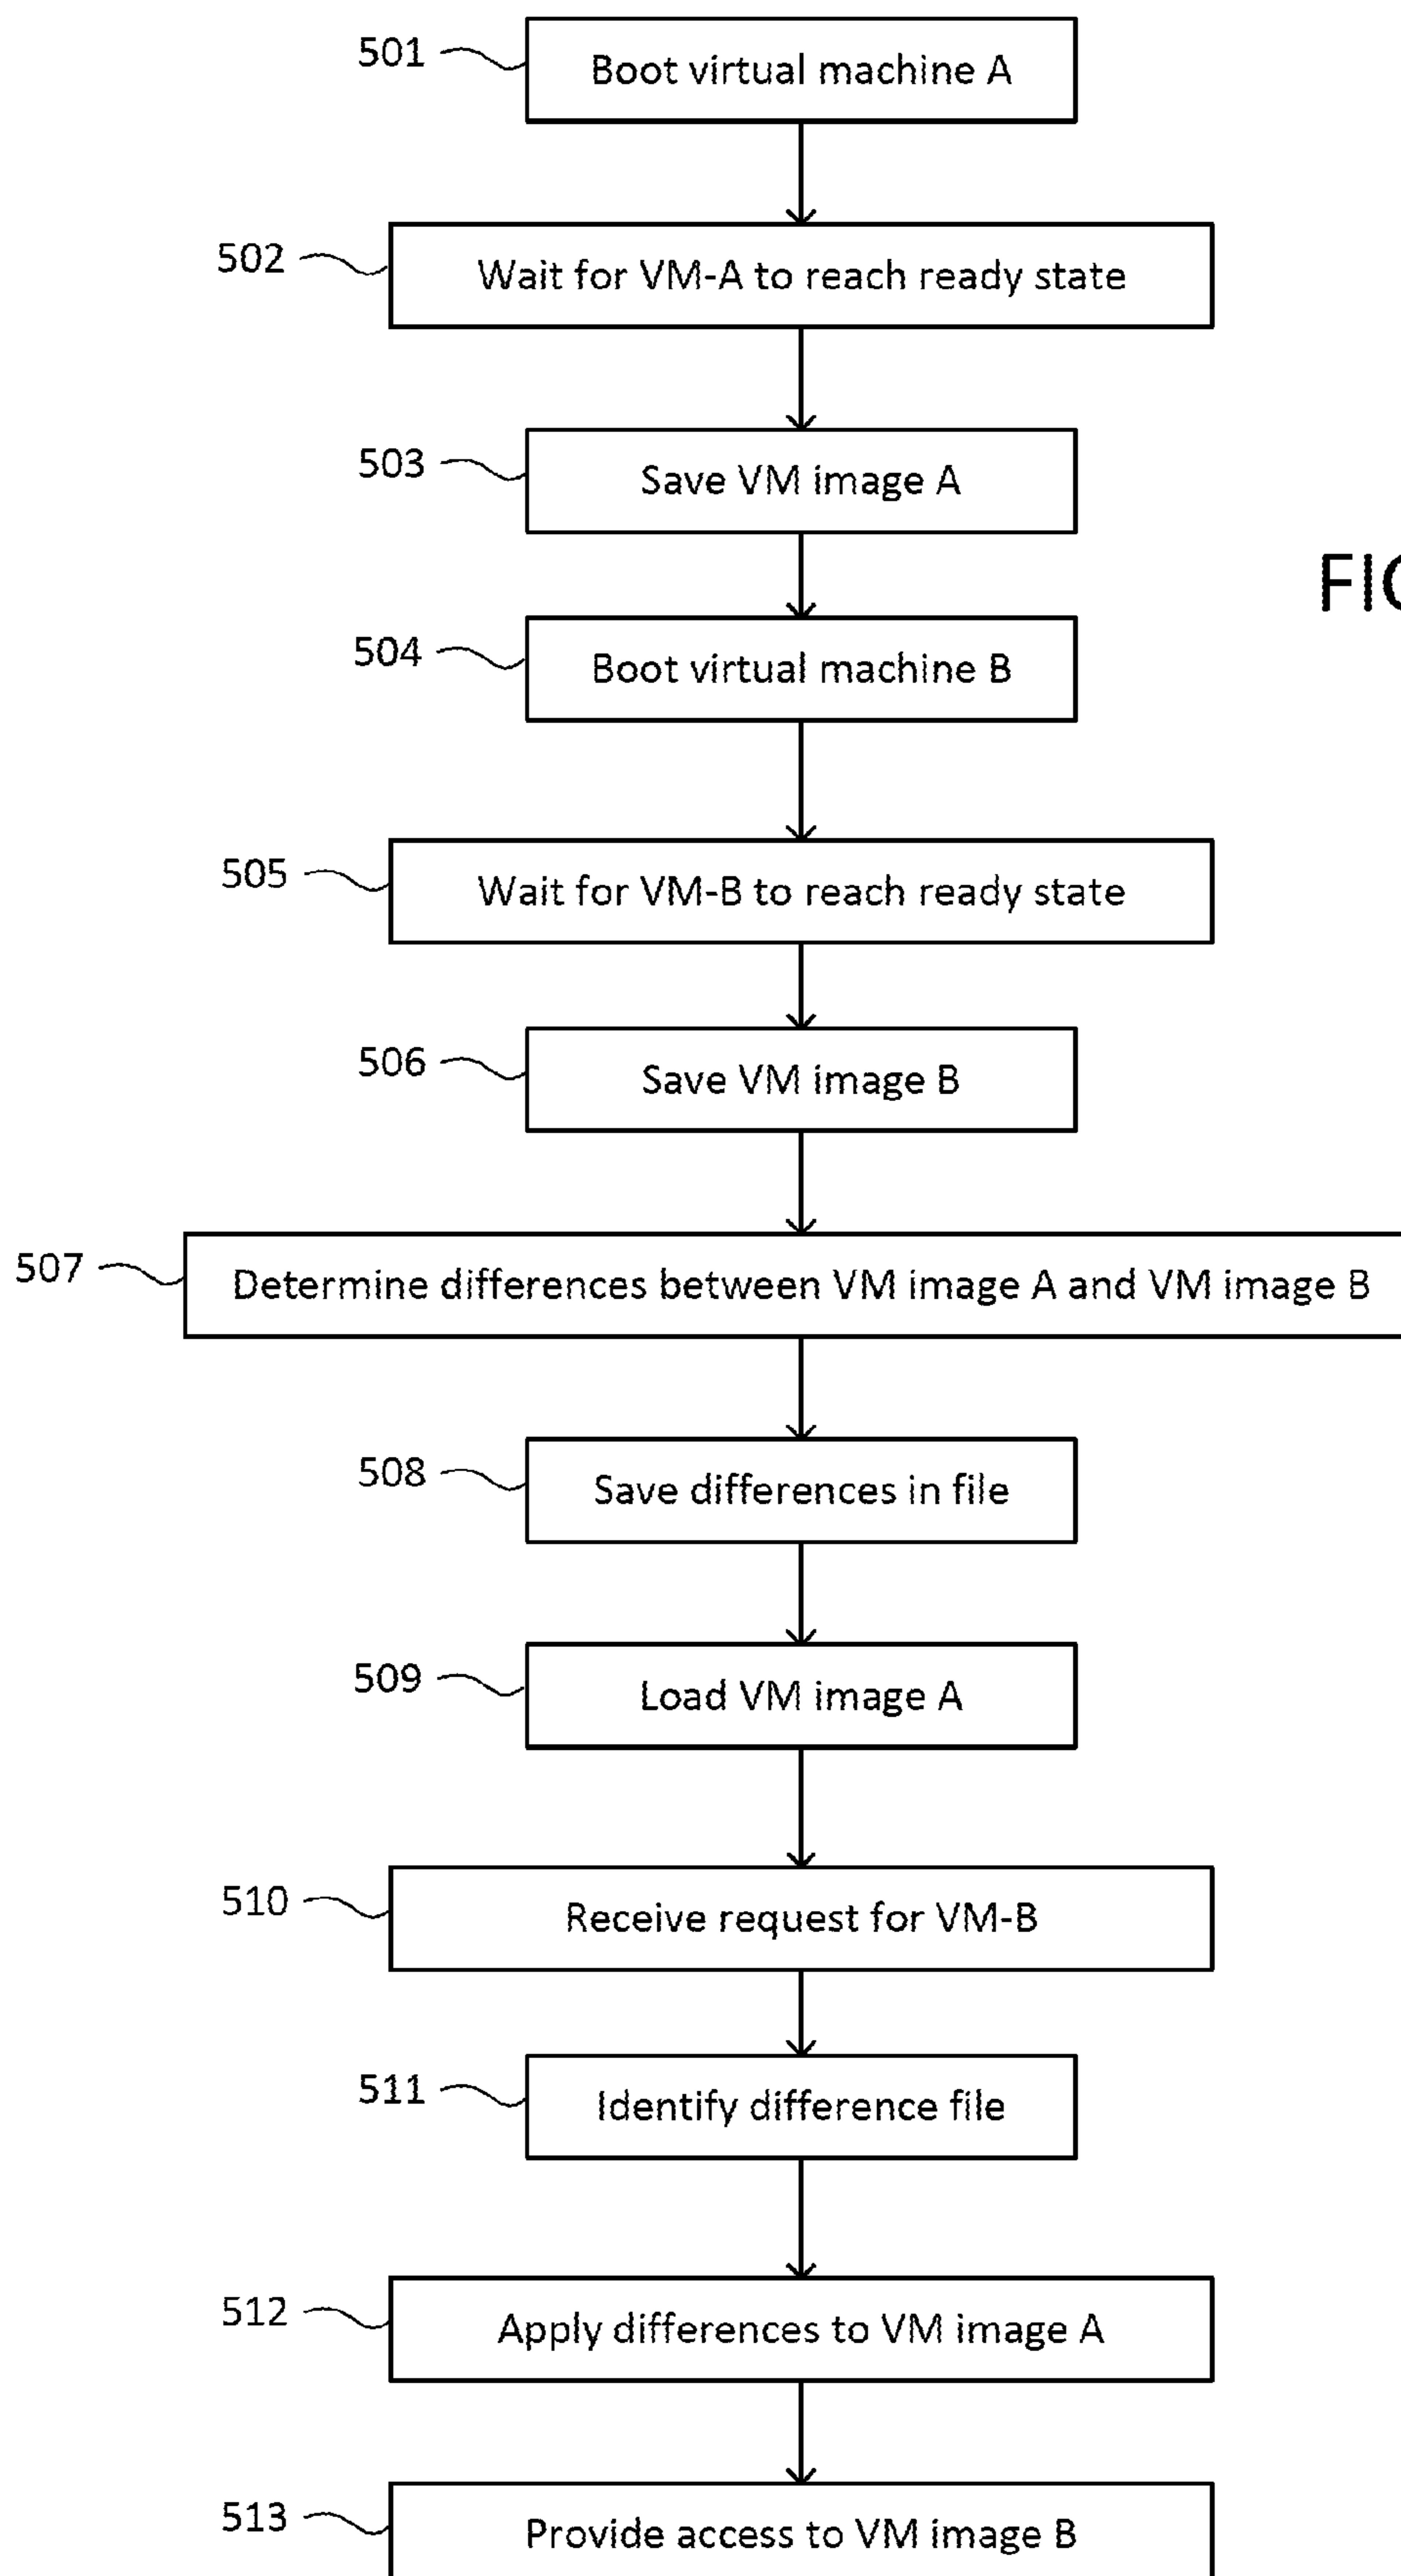 501 Boot virtual machine A
502 Wait for VM-A to reach ready state
503 Save VM image A
FIG
504 Boot virtual machine B
505 Wait for VM-B to reach ready state
506 Save VM image B
507 Determine differences between VM image A and VM image B
508 Save differences in file
509 Load VM image A
510 Receive request for VM-B
511 Identify difference file
512 Apply differences to VM image A
513 Provide access to VM image B